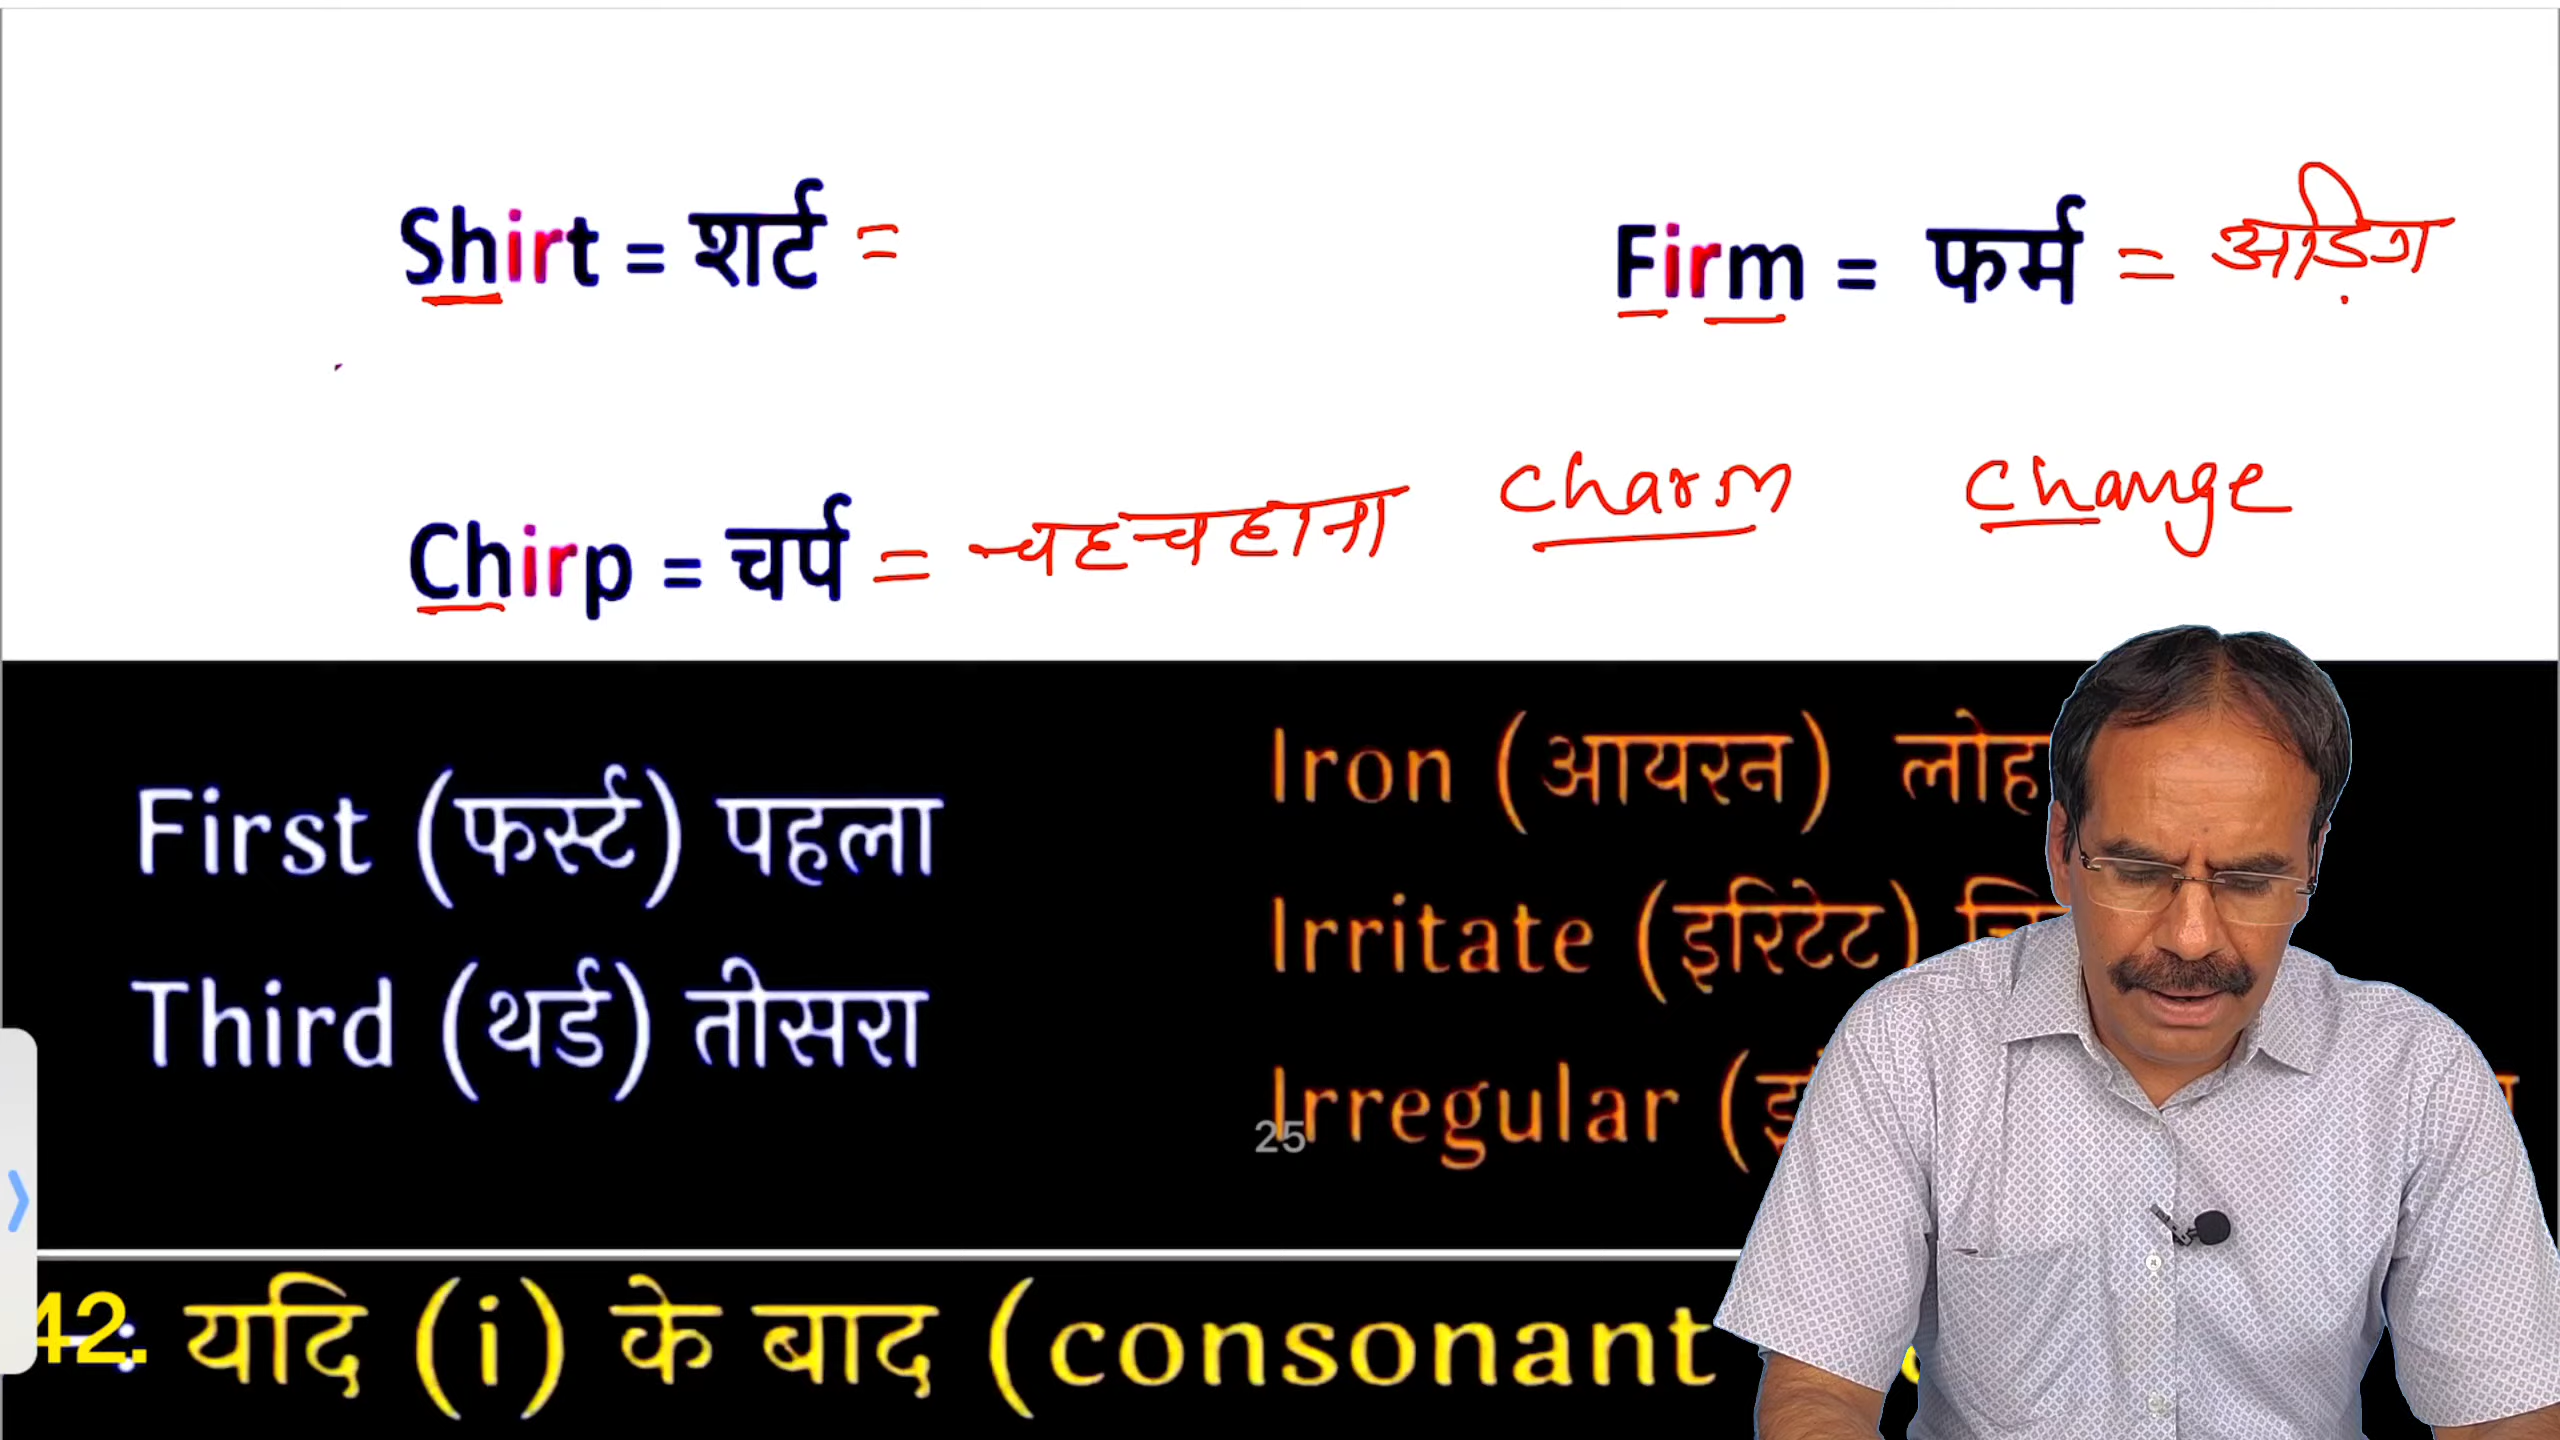 Shirt = शर्ट =
Firm = फर्म = अडिग
Chirp = चर्प = चहचहाना
Charm
Change
First (फर्स्ट) पहला
Third (थर्ड) तीसरा
Iron (आयरन) लोह
Irritate (इरिटेट)
Irregular
25
42. यदि (i) के बाद (consonant